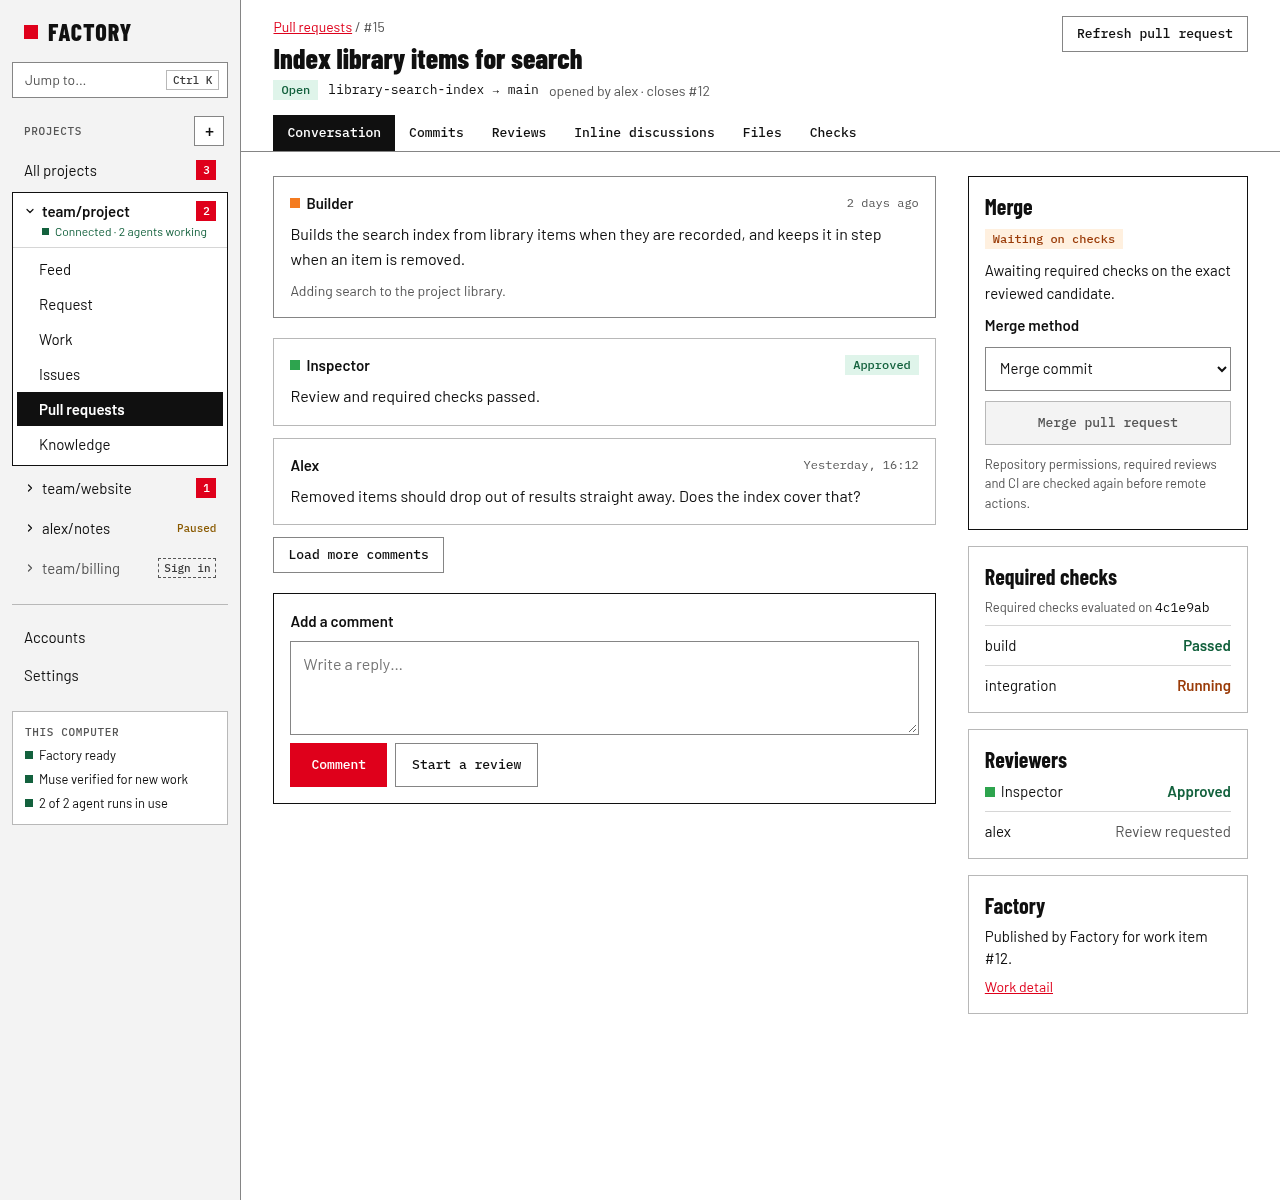 FACTORY
Jump to...
Ctrl K
PROJECTS
+
All projects
3
team/project
2
Connected · 2 agents working
Feed
Request
Work
Issues
Pull requests
Knowledge
team/website
1
alex/notes
Paused
team/billing
Sign in
Accounts
Settings
THIS COMPUTER
Factory ready
Muse verified for new work
2 of 2 agent runs in use
Pull requests / #15
Refresh pull request
Index library items for search
Open
library-search-index → main
opened by alex · closes #12
Conversation
Commits
Reviews
Inline discussions
Files
Checks
Builder
2 days ago
Builds the search index from library items when they are recorded, and keeps it in step
when an item is removed.
Adding search to the project library.
Inspector
Approved
Review and required checks passed.
Alex
Yesterday, 16:12
Removed items should drop out of results straight away. Does the index cover that?
Load more comments
Add a comment
Write a reply...
Comment
Start a review
Merge
Waiting on checks
Awaiting required checks on the exact
reviewed candidate.
Merge method
Merge commit
Merge pull request
Repository permissions, required reviews
and CI are checked again before remote
actions.
Required checks
Required checks evaluated on 4c1e9ab
build
Passed
integration
Running
Reviewers
Inspector
Approved
alex
Review requested
Factory
Published by Factory for work item
#12.
Work detail